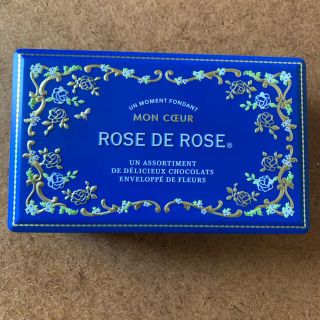 UN MOMENT FONDANT
MON CŒUR
ROSE DE ROSE®
UN ASSORTIMENT
DE DÉLICIEUX CHOCOLATS
ENVELOPPÉ DE FLEURS